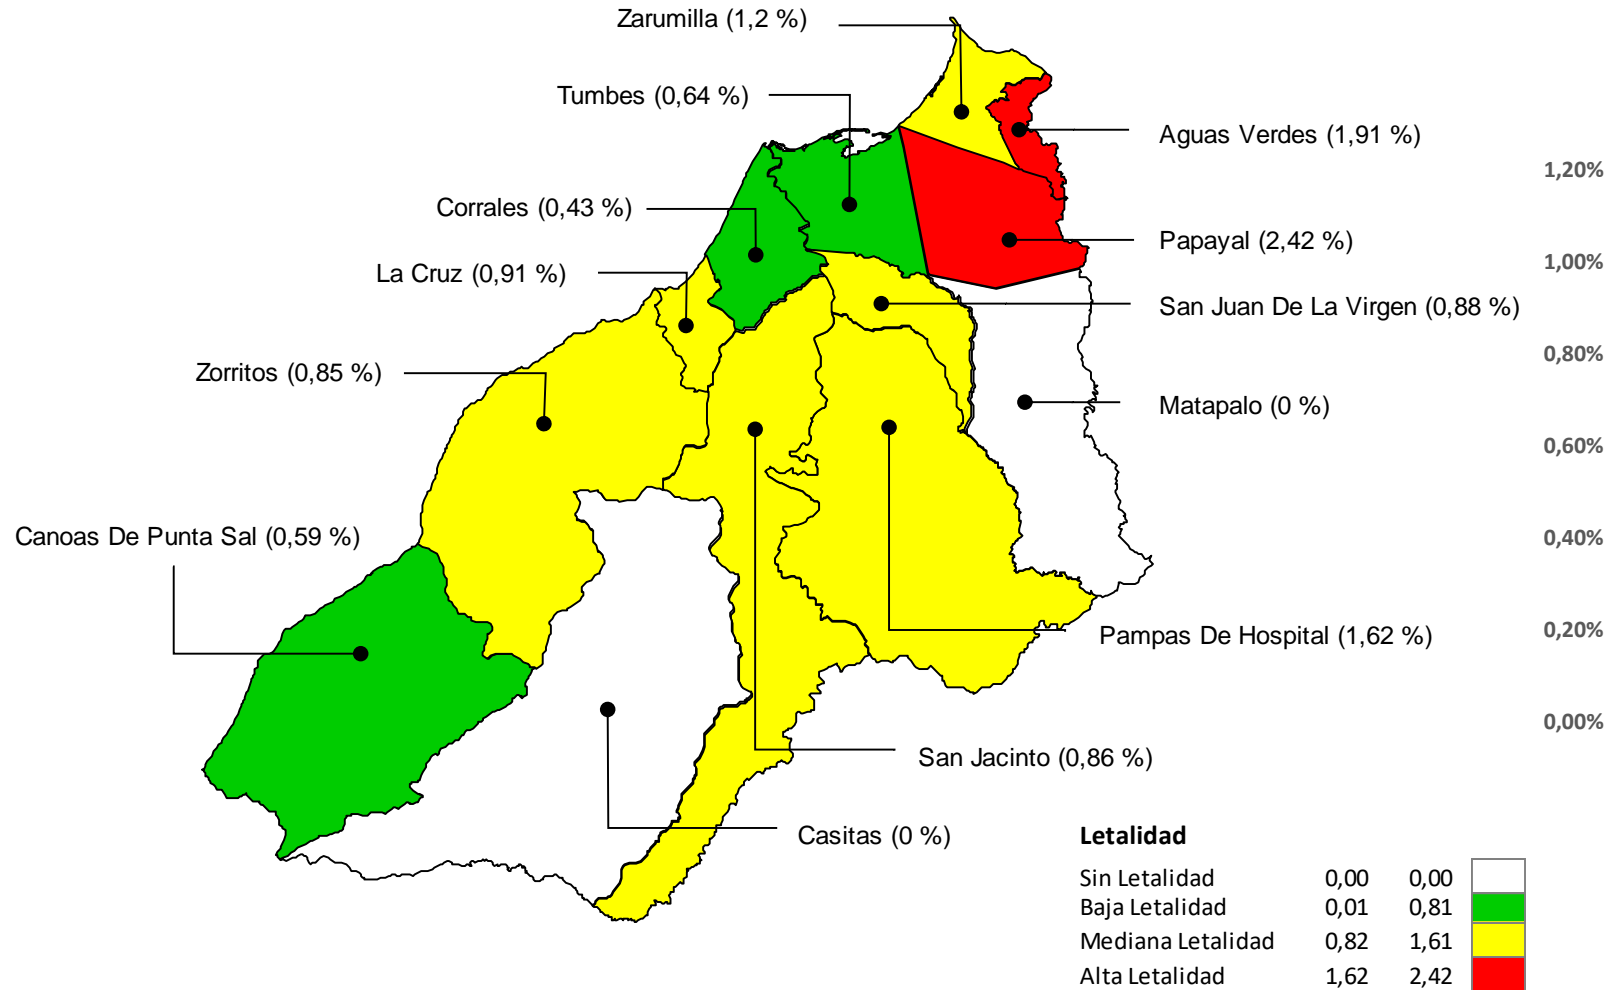 Zarumilla (1,2 %)
Tumbes (0,64 %)
Aguas Verdes (1,91 %)
1,20%
Corrales (0,43 %)
Papayal (2,42 %)
1,00%
La Cruz (0,91 %)
San Juan De La Virgen (0,88 %)
0,80%
Zorritos (0,85 %)
Matapalo (0 %)
0,60%
Canoas De Punta Sal (0,59 %)
0,40%
Pampas De Hospital (1,62 %)
0,20%
0,00%
San Jacinto (0,86 %)
Casitas (0 %)
Letalidad
Sin Letalidad 0,00 0,00
Baja Letalidad 0,01 0,81
Mediana Letalidad 0,82 1,61
Alta Letalidad 1,62 2,42